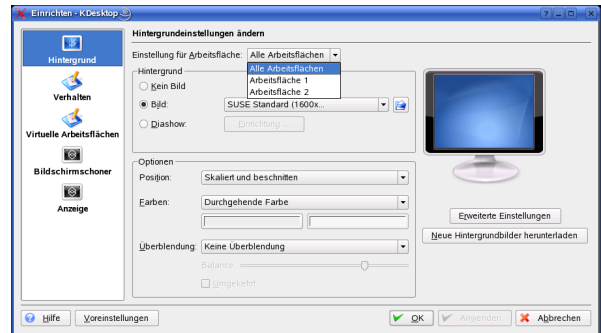 Einrichten - KDesktop
Hintergrund
Verhalten
Virtuelle Arbeitsflächen
Bildschirmschoner
Anzeige
Hintergrundeinstellungen ändern
Einstellung für Arbeitsfläche: Alle Arbeitsflächen
Alle Arbeitsflächen
Arbeitsfläche 1
Arbeitsfläche 2
Hintergrund
Kein Bild
Bild: SUSE Standard (1600x...
Diashow: Einrichtung ...
Optionen
Position: Skaliert und beschnitten
Farben: Durchgehende Farbe
Überblendung: Keine Überblendung
Balance:
Umgekehrt
Erweiterte Einstellungen
Neue Hintergrundbilder herunterladen
Hilfe Voreinstellungen OK Anwenden Abbrechen